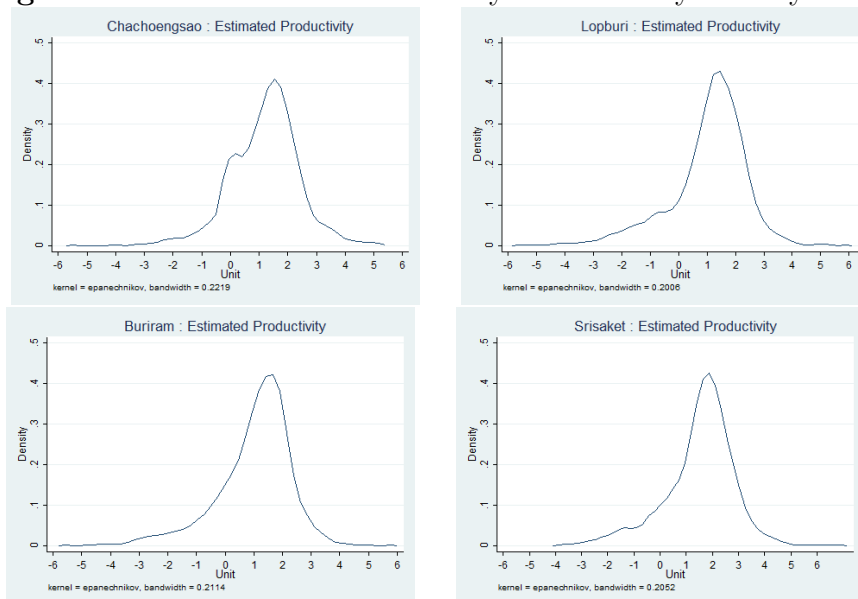 Chachoengsao : Estimated Productivity
Density
0 .1 .2 .3 .4 .5
-6 -5 -4 -3 -2 -1 0 1 2 3 4 5 6
Unit
kernel = epanechnikov, bandwidth = 0.2219
Lopburi : Estimated Productivity
Density
0 .1 .2 .3 .4 .5
-6 -5 -4 -3 -2 -1 0 1 2 3 4 5 6
Unit
kernel = epanechnikov, bandwidth = 0.2006
Buriram : Estimated Productivity
Density
0 .1 .2 .3 .4 .5
-6 -5 -4 -3 -2 -1 0 1 2 3 4 5 6
Unit
kernel = epanechnikov, bandwidth = 0.2114
Srisaket : Estimated Productivity
Density
0 .1 .2 .3 .4 .5
-6 -5 -4 -3 -2 -1 0 1 2 3 4 5 6
Unit
kernel = epanechnikov, bandwidth = 0.2052